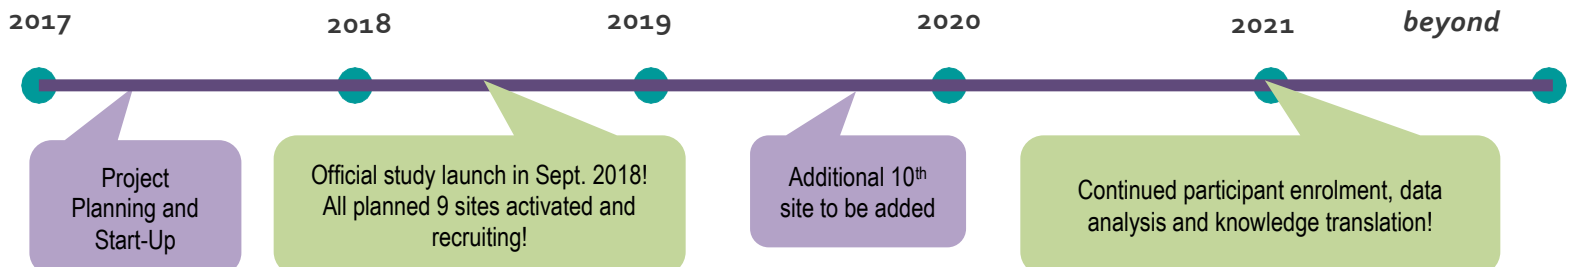 2017
2018
2019
2020
2021
beyond
Project
Planning and
Start-Up
Official study launch in Sept. 2018!
All planned 9 sites activated and
recruiting!
Additional 10th
site to be added
Continued participant enrolment, data
analysis and knowledge translation!